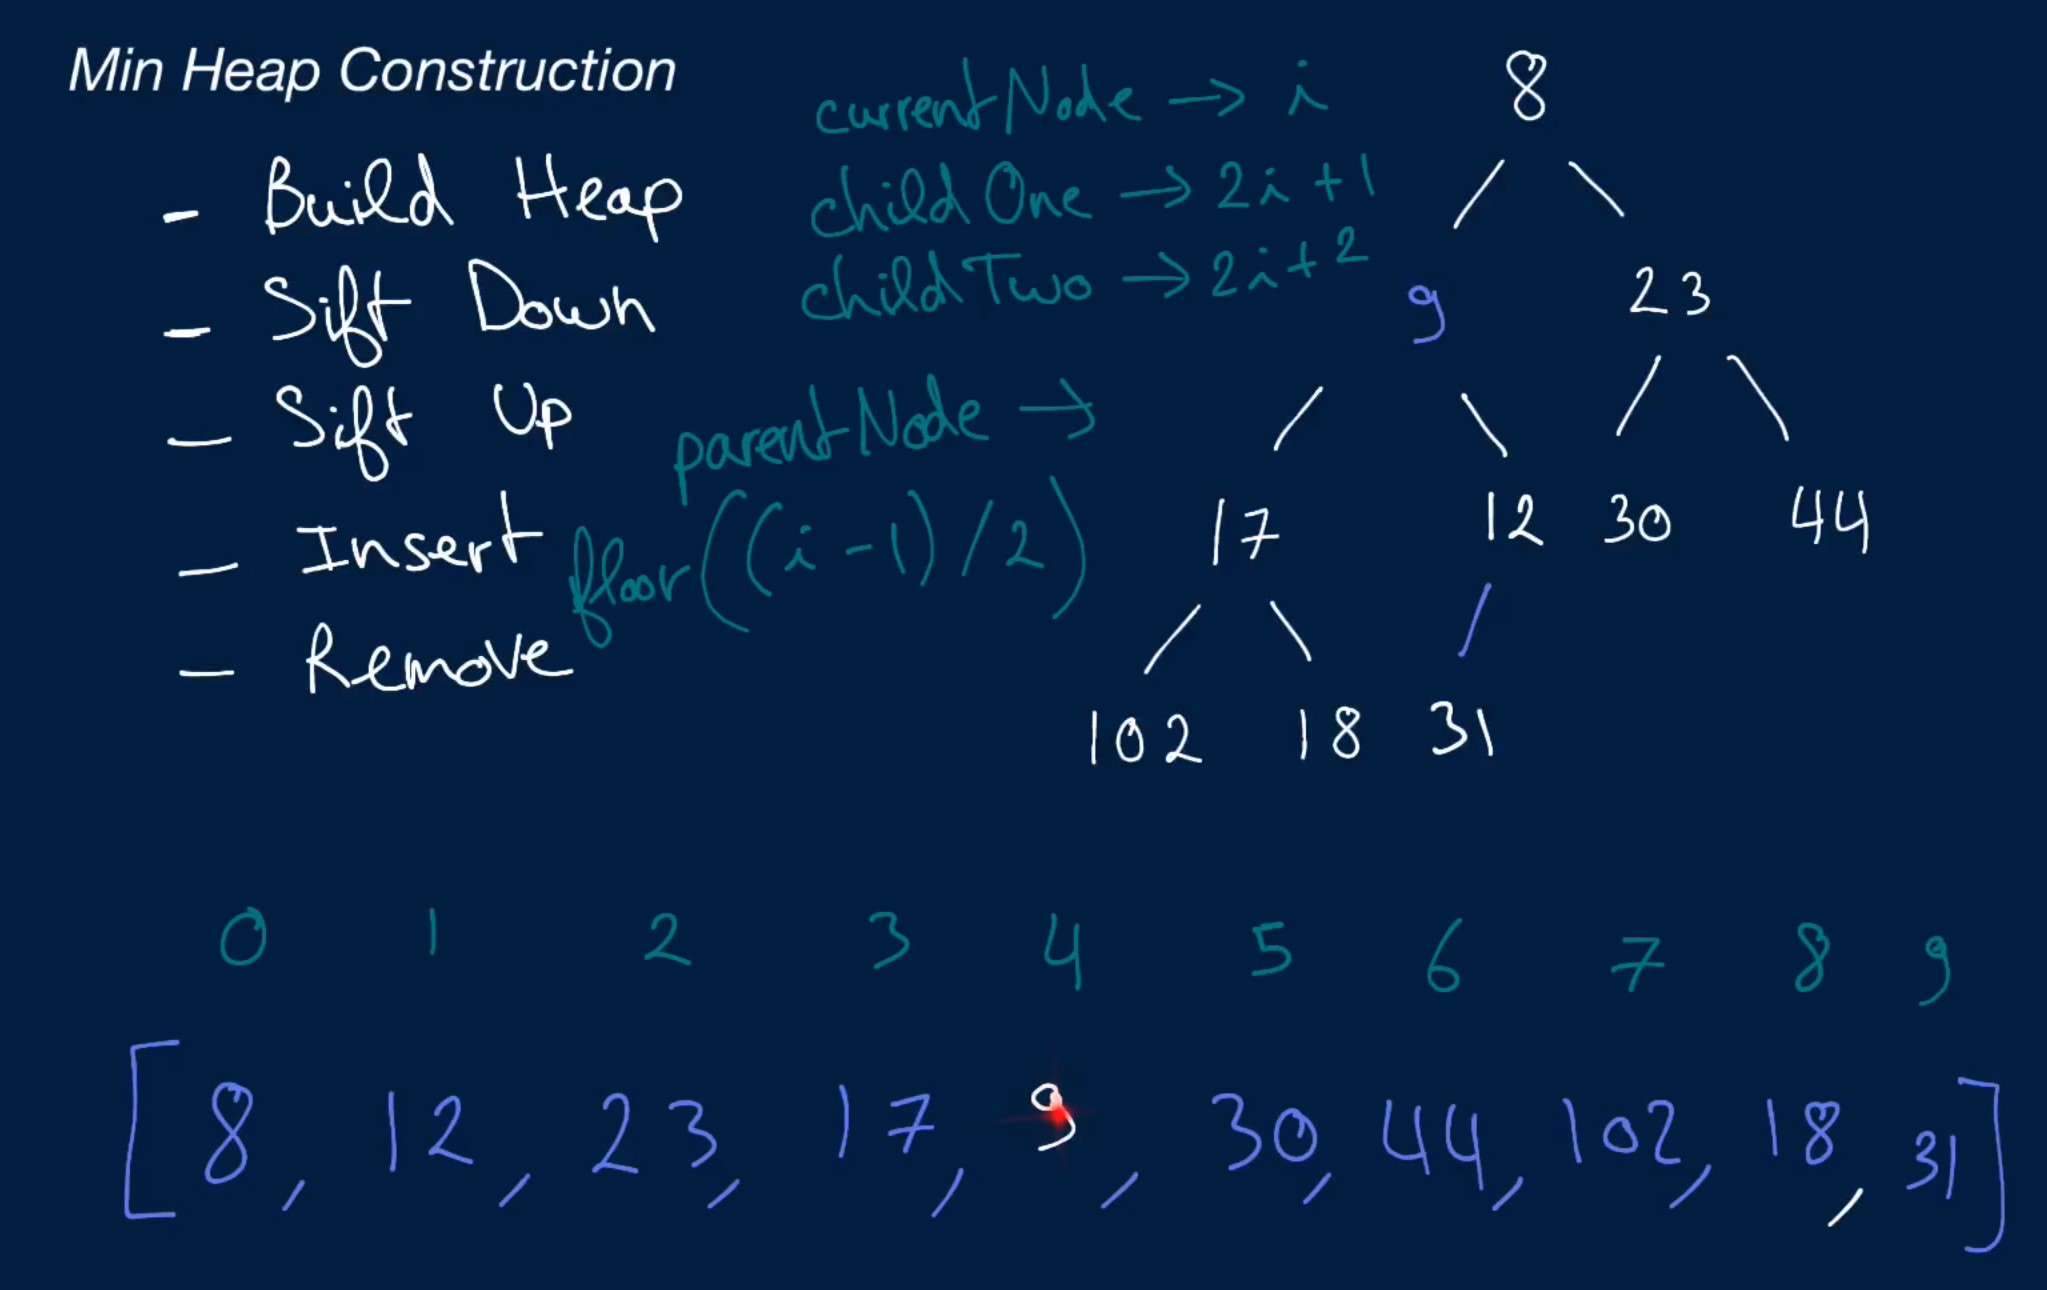 Min Heap Construction
- Build Heap
- Sift Down
- Sift Up
- Insert
- Remove
currentNode → i
childOne → 2i+1
childTwo → 2i+2
parentNode →
floor((i-1)/2)
8
9 23
17 12 30 44
102 18 31
0 1 2 3 4 5 6 7 8 9
[8, 12, 23, 17, 9, 30, 44, 102, 18, 31]